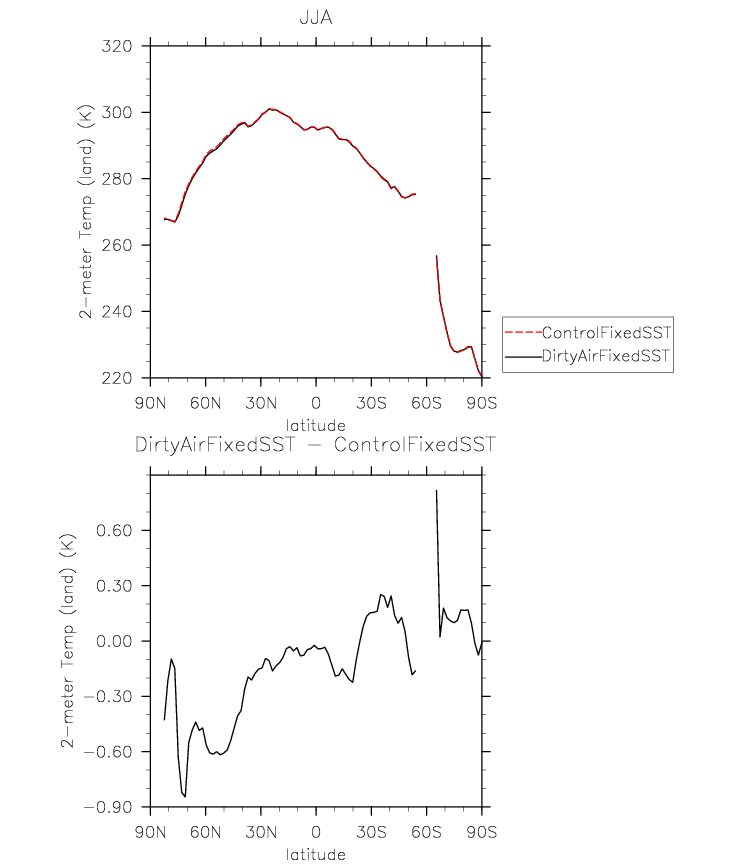 JJA
2-meter Temp (land) (K)
320
300
280
260
240
220
90N 60N 30N 0 30S 60S 90S
latitude
ControlFixedSST
DirtyAirFixedSST
DirtyAirFixedSST - ControlFixedSST
2-meter Temp (land) (K)
0.60
0.30
0.00
-0.30
-0.60
-0.90
90N 60N 30N 0 30S 60S 90S
latitude